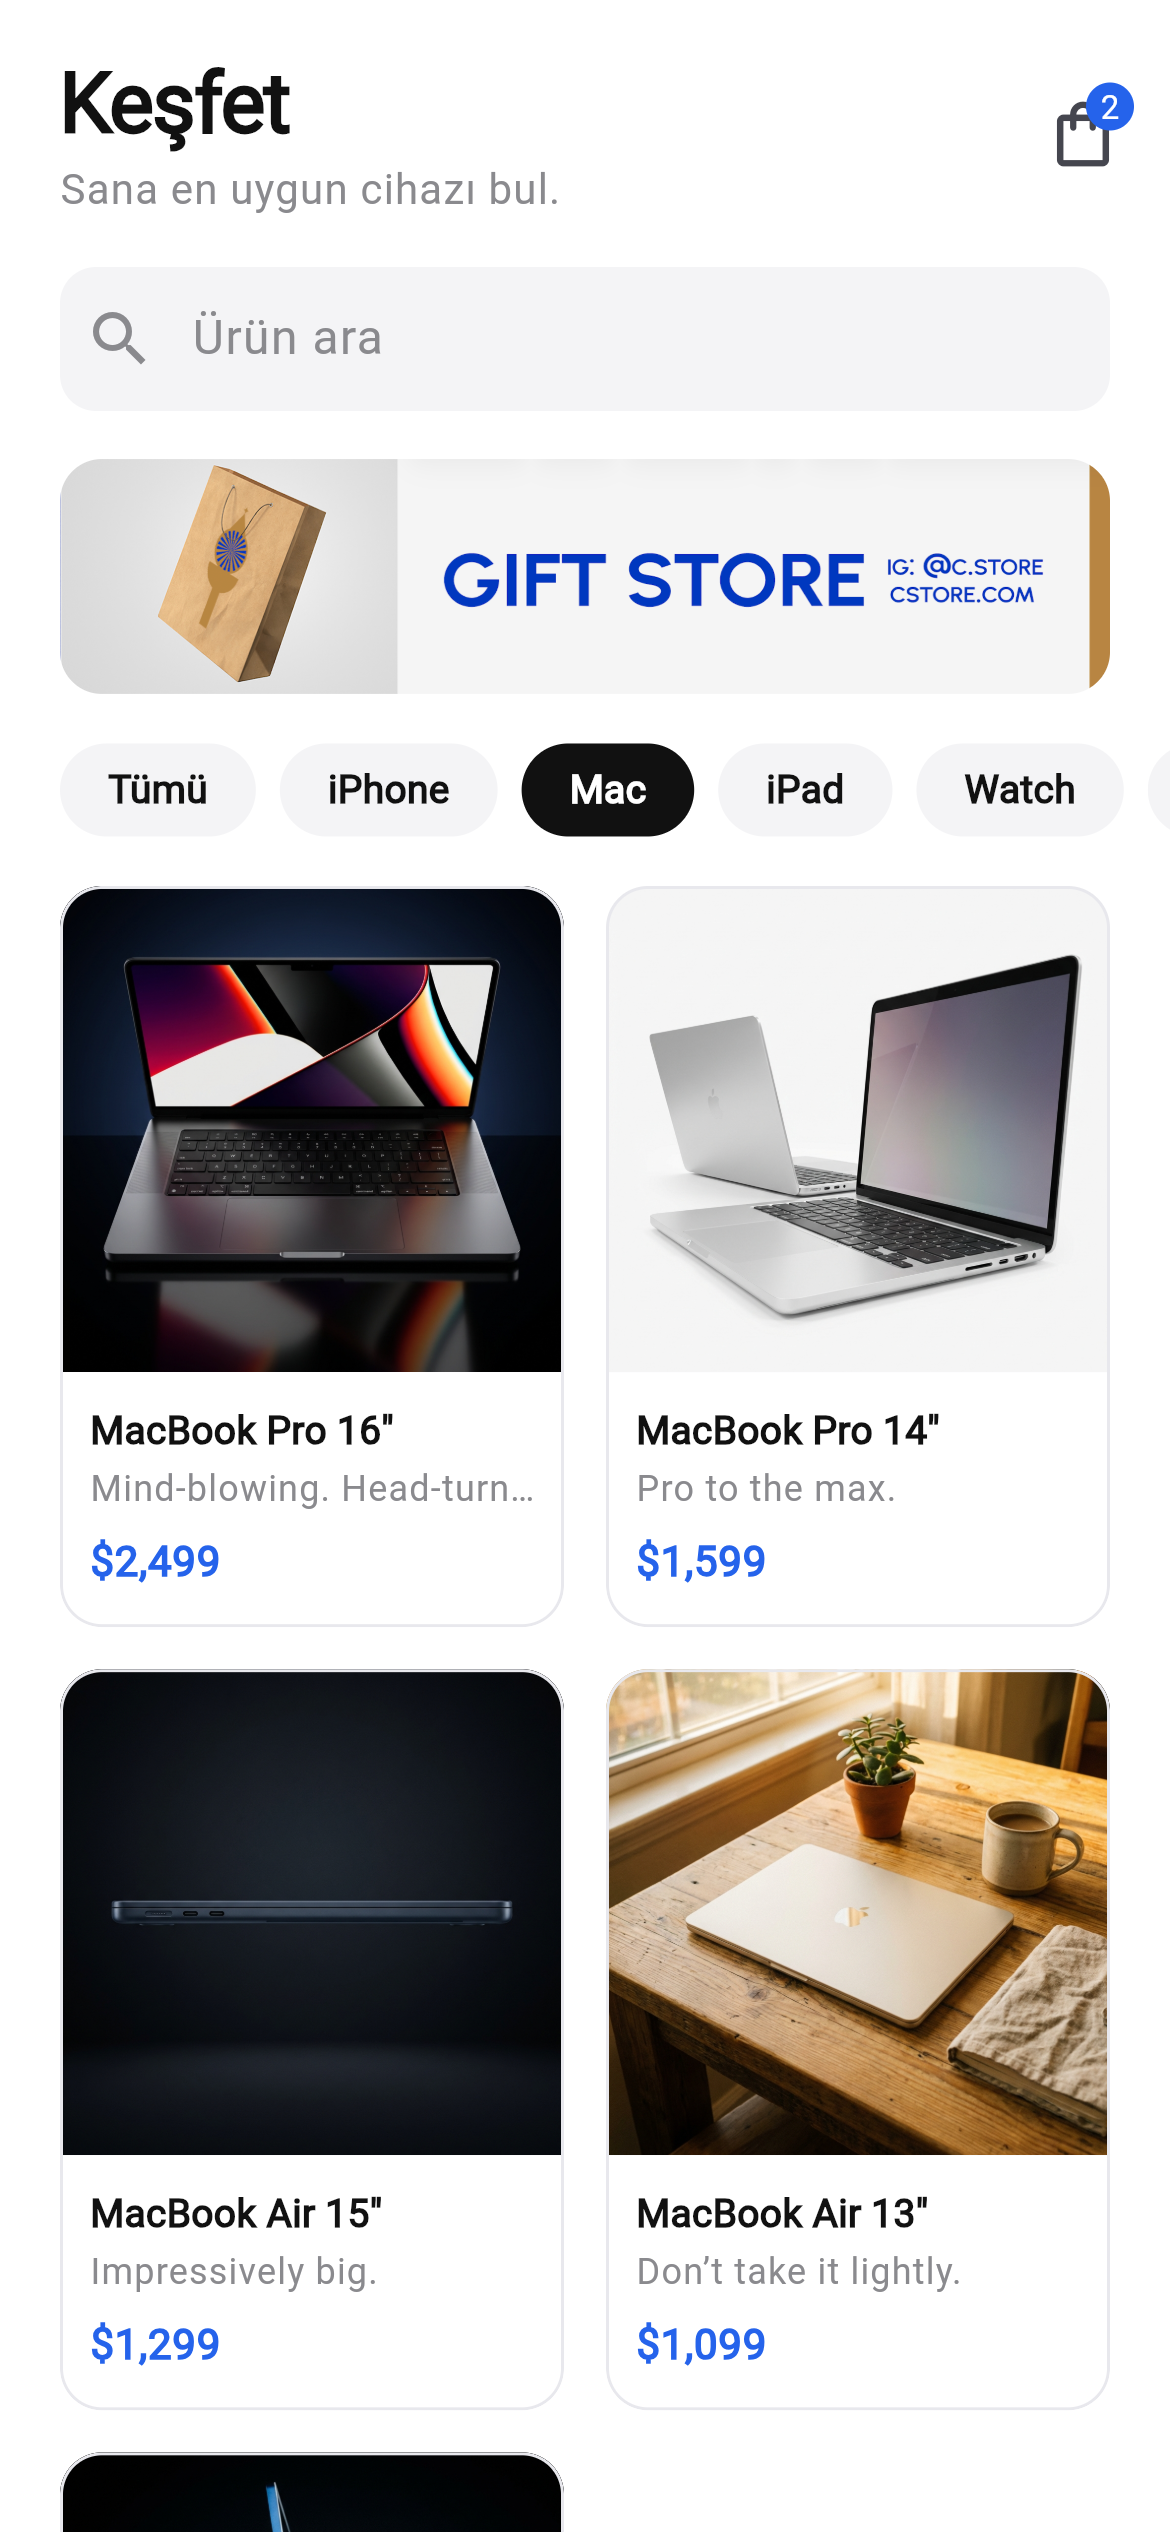 Keşfet
2
Sana en uygun cihazı bul.
Ürün ara
GIFT STORE
IG: @C.STORE
CSTORE.COM
Tümü iPhone Mac iPad Watch
MacBook Pro 16"
Mind-blowing. Head-turn...
$2,499
MacBook Pro 14"
Pro to the max.
$1,599
MacBook Air 15"
Impressively big.
$1,299
MacBook Air 13"
Don’t take it lightly.
$1,099